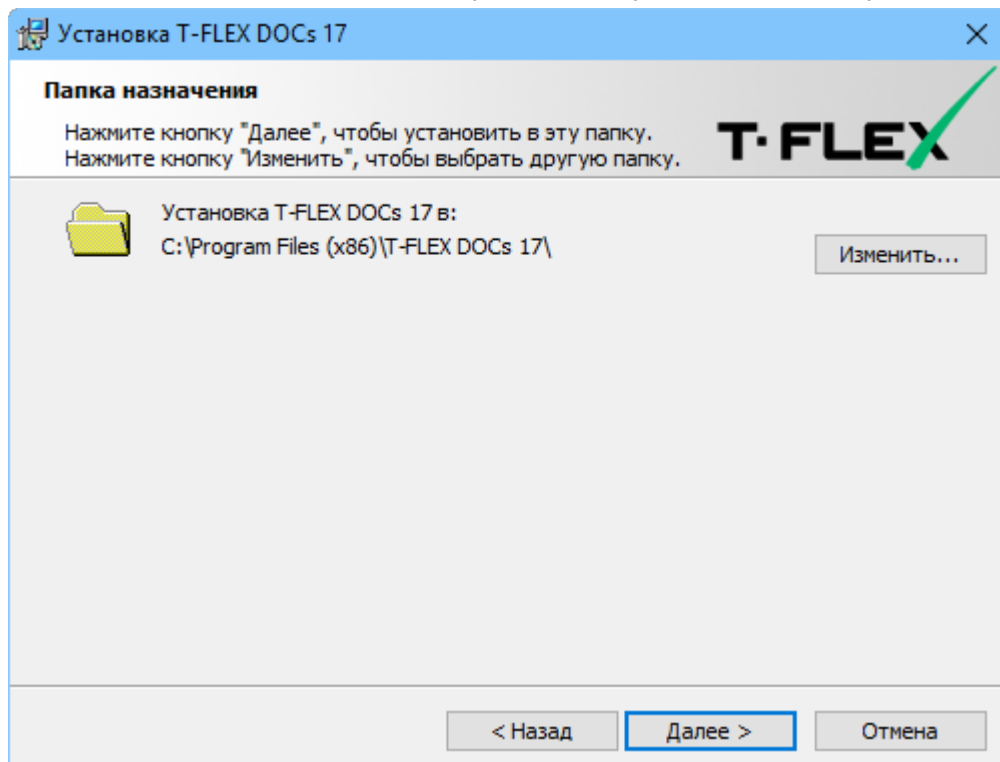 Установка T-FLEX DOCs 17
Папка назначения
Нажмите кнопку "Далее", чтобы установить в эту папку.
Нажмите кнопку "Изменить", чтобы выбрать другую папку.
T·FLEX
Установка T-FLEX DOCs 17 в:
C:\Program Files (x86)\T-FLEX DOCs 17\
Изменить...
< Назад
Далее >
Отмена